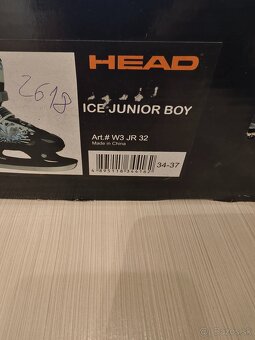 HEAD
2618
ICE JUNIOR BOY
Art.# W3 JR 32
Made in China
34-37